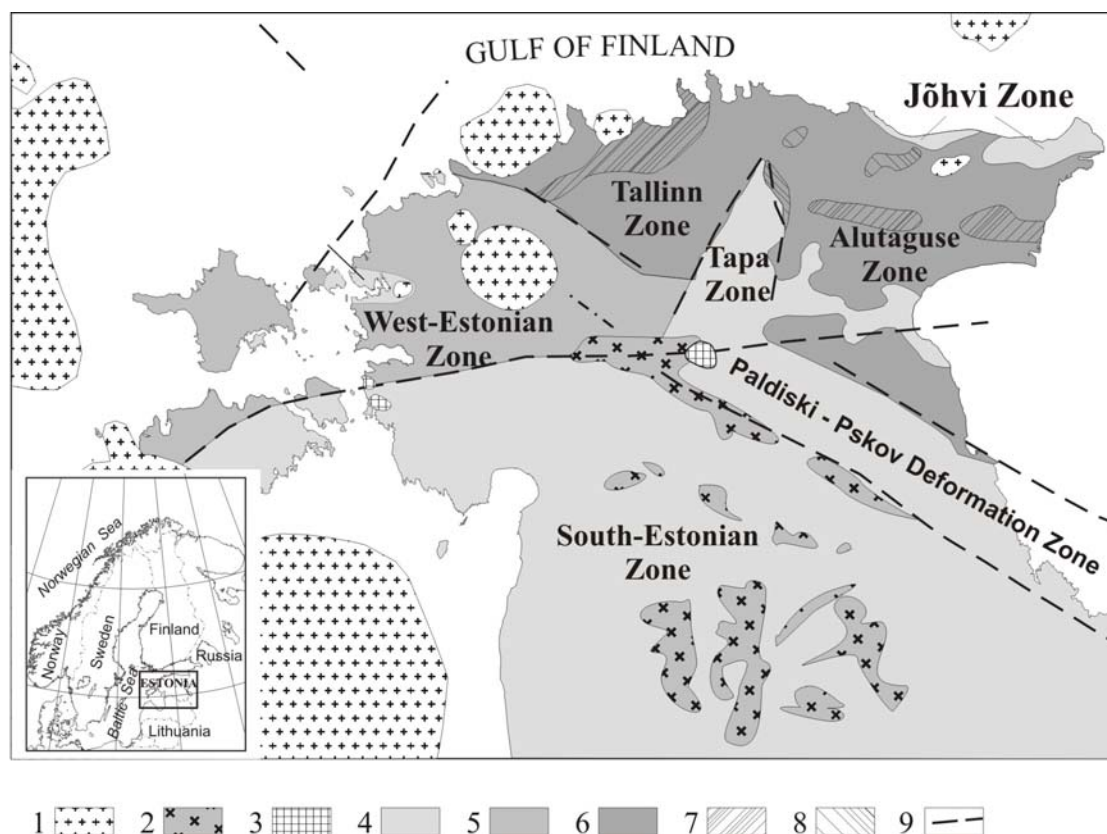 GULF OF FINLAND
Jõhvi Zone
Tallinn
Zone
Alutaguse
Zone
Tapa
Zone
West-Estonian
Zone
Paldiski - Pskov Deformation Zone
South-Estonian
Zone
Norwegian Sea
Finland
Sweden
Norway
Russia
ESTONIA
Baltic Sea
Lithuania
1 2 3 4 5 6 7 8 9